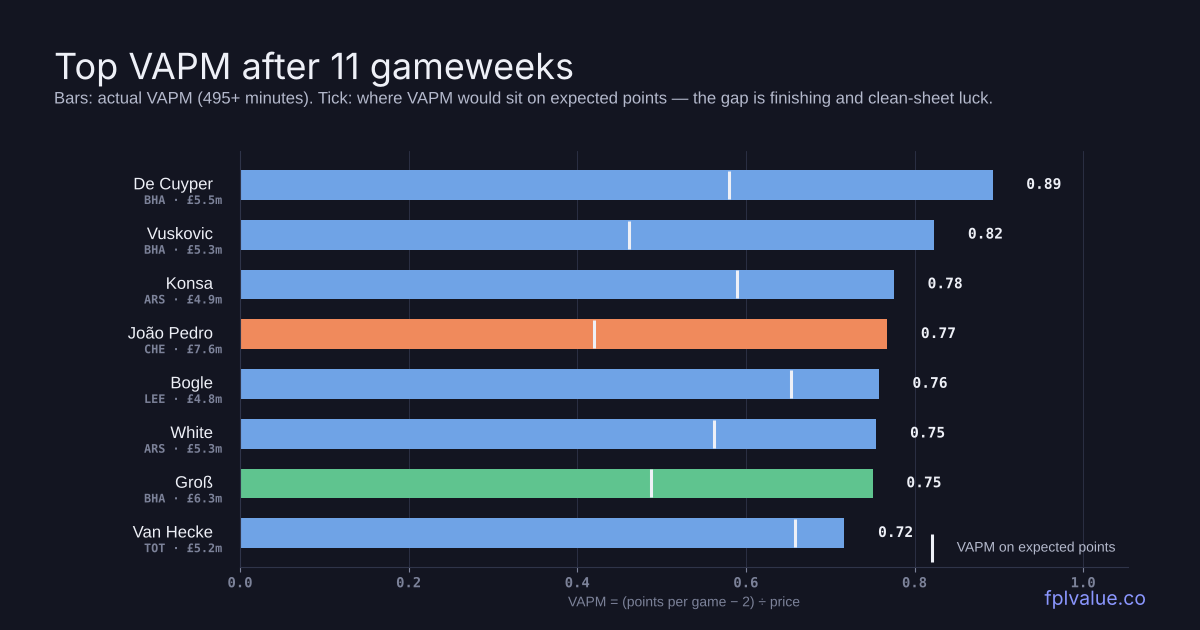 Top VAPM after 11 gameweeks
Bars: actual VAPM (495+ minutes). Tick: where VAPM would sit on expected points — the gap is finishing and clean-sheet luck.
De Cuyper
BHA · £5.5m
0.89
Vuskovic
BHA · £5.3m
0.82
Konsa
ARS · £4.9m
0.78
João Pedro
CHE · £7.6m
0.77
Bogle
LEE · £4.8m
0.76
White
ARS · £5.3m
0.75
Groß
BHA · £6.3m
0.75
Van Hecke
TOT · £5.2m
0.72
VAPM on expected points
0.0 0.2 0.4 0.6 0.8 1.0
VAPM = (points per game − 2) ÷ price
fplvalue.co